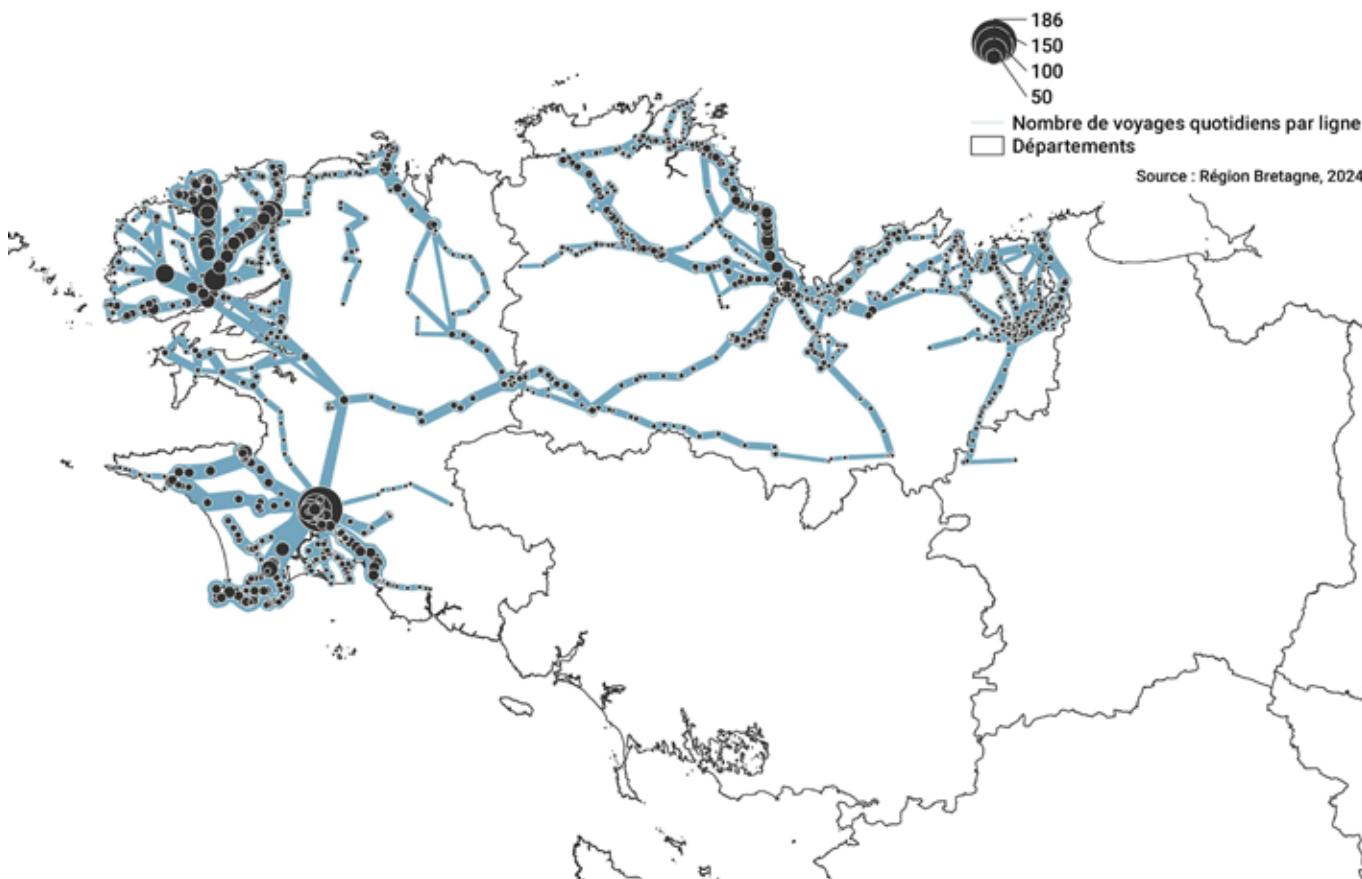 186
150
100
50
Nombre de voyages quotidiens par ligne
Départements
Source : Région Bretagne, 2024